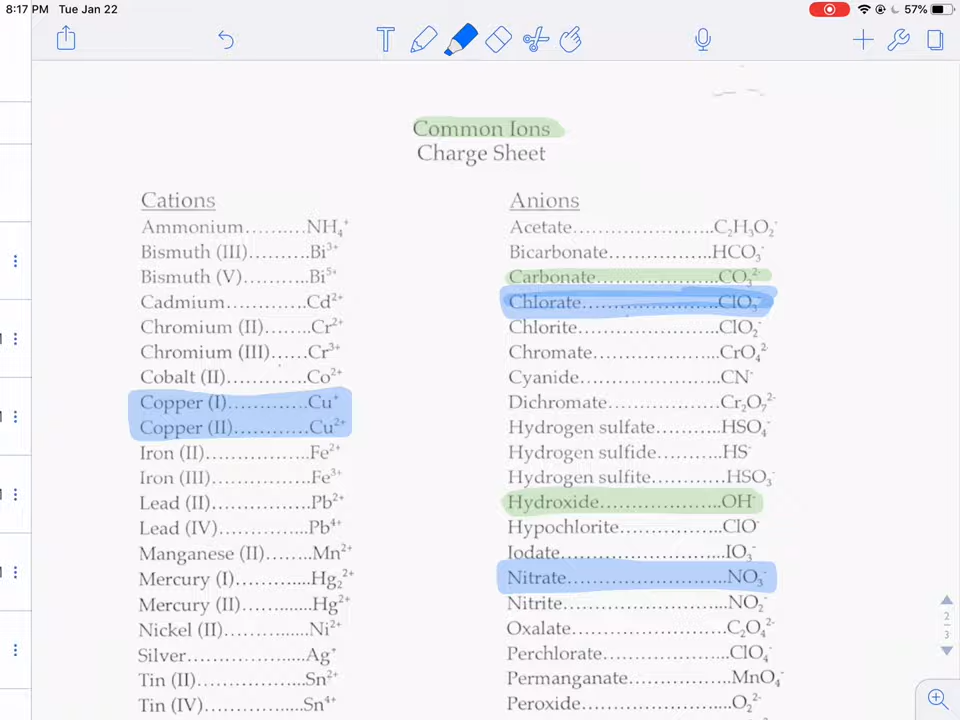 8:17 PM Tue Jan 22
57%
Common Ions
Charge Sheet
Cations
Ammonium..........NH₄⁺
Bismuth (III)..........Bi³⁺
Bismuth (V)..........Bi⁵⁺
Cadmium............Cd²⁺
Chromium (II).......Cr²⁺
Chromium (III)......Cr³⁺
Cobalt (II)............Co²⁺
Copper (I)............Cu⁺
Copper (II)............Cu²⁺
Iron (II)...............Fe²⁺
Iron (III)...............Fe³⁺
Lead (II)...............Pb²⁺
Lead (IV)..............Pb⁴⁺
Manganese (II).......Mn²⁺
Mercury (I)..........Hg₂²⁺
Mercury (II)..........Hg²⁺
Nickel (II)............Ni²⁺
Silver..................Ag⁺
Tin (II)................Sn²⁺
Tin (IV)................Sn⁴⁺
Anions
Acetate.....................C₂H₃O₂⁻
Bicarbonate................HCO₃⁻
Carbonate..................CO₃²⁻
Chlorate....................ClO₃⁻
Chlorite.....................ClO₂⁻
Chromate...................CrO₄²⁻
Cyanide.....................CN⁻
Dichromate.................Cr₂O₇²⁻
Hydrogen sulfate..........HSO₄⁻
Hydrogen sulfide..........HS⁻
Hydrogen sulfite...........HSO₃⁻
Hydroxide...................OH⁻
Hypochlorite................ClO⁻
Iodate.......................IO₃⁻
Nitrate.......................NO₃⁻
Nitrite.......................NO₂⁻
Oxalate.....................C₂O₄²⁻
Perchlorate.................ClO₄⁻
Permanganate.............MnO₄⁻
Peroxide....................O₂²⁻
2
3